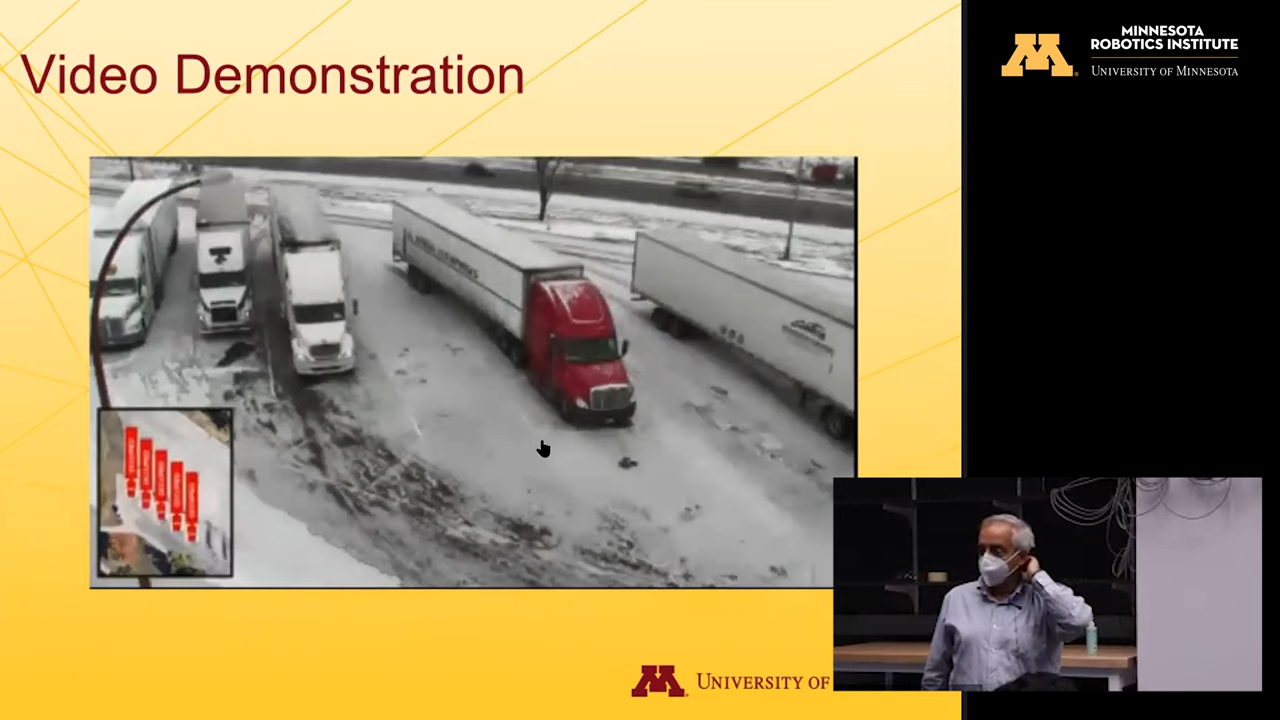 Video Demonstration
MINNESOTA
ROBOTICS INSTITUTE
UNIVERSITY OF MINNESOTA
UNIVERSITY OF